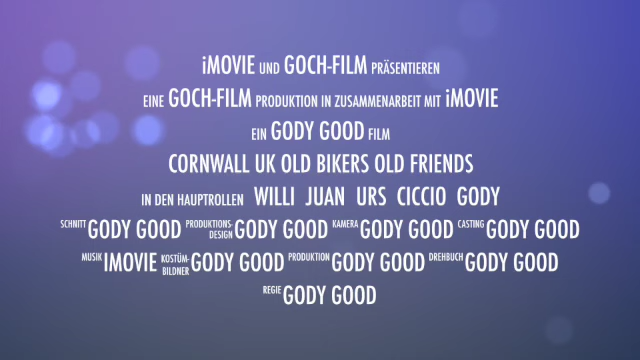 iMOVIE UND GOCH-FILM PRÄSENTIEREN
EINE GOCH-FILM PRODUKTION IN ZUSAMMENARBEIT MIT iMOVIE
EIN GODY GOOD FILM
CORNWALL UK OLD BIKERS OLD FRIENDS
IN DEN HAUPTROLLEN WILLI JUAN URS CICCIO GODY
SCHNITT GODY GOOD PRODUKTIONS-DESIGN GODY GOOD KAMERA GODY GOOD CASTING GODY GOOD
MUSIK IMOVIE KOSTÜM-BILDNER GODY GOOD PRODUKTION GODY GOOD DREHBUCH GODY GOOD
REGIE GODY GOOD